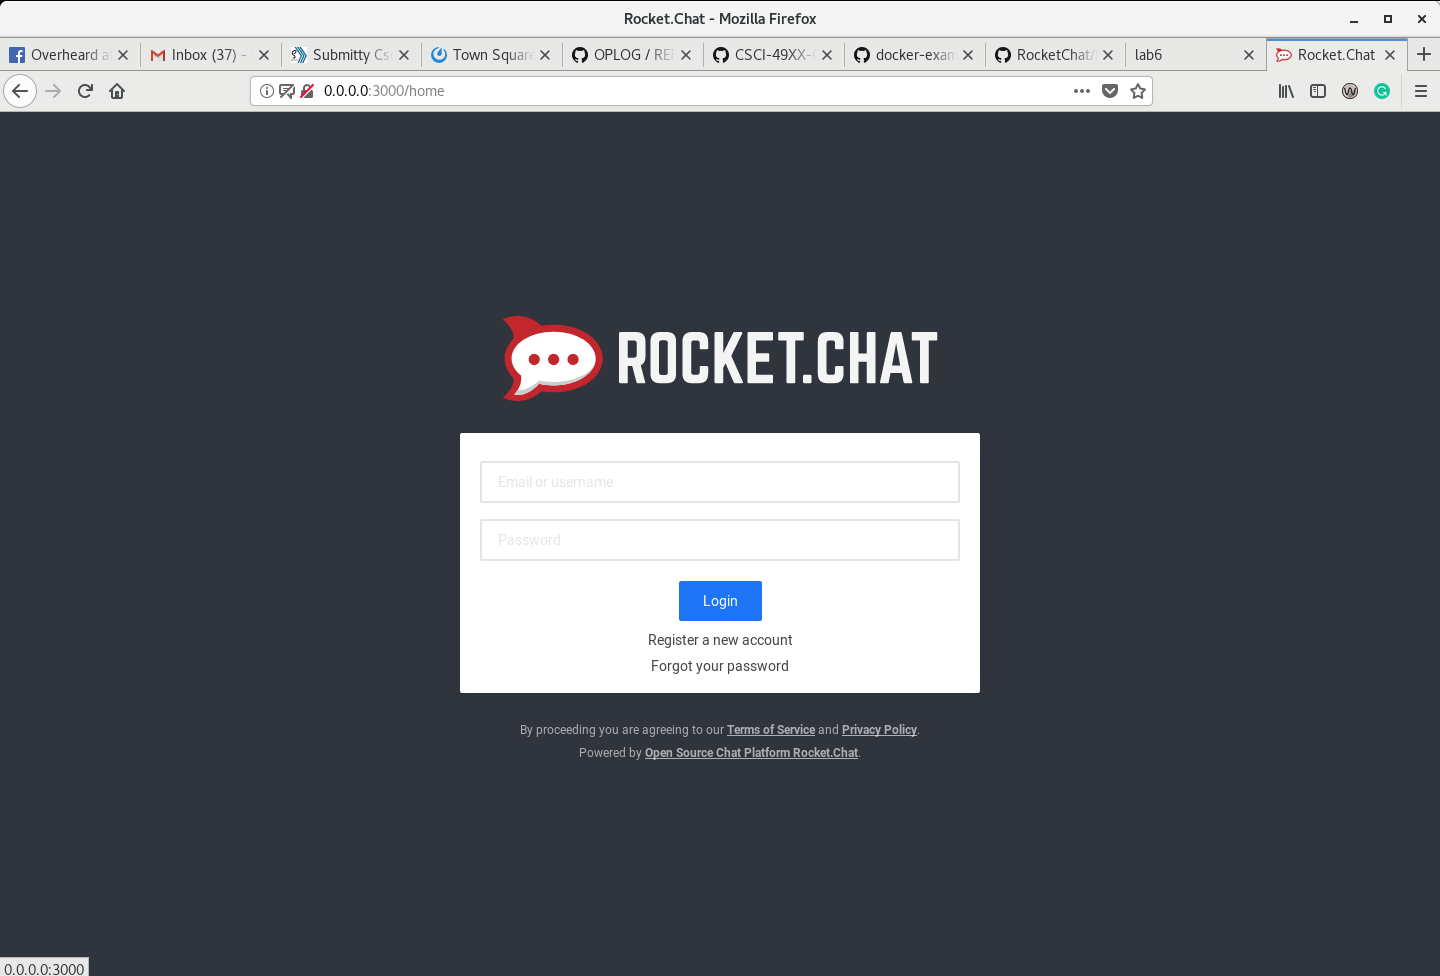 Rocket.Chat - Mozilla Firefox
Overheard a
Inbox (37) -
Submitty Cs
Town Square
OPLOG / RE
CSCI-49XX-
docker-exam
RocketChat/
lab6
Rocket.Chat
0.0.0.0:3000/home
ROCKET.CHAT
Email or username
Password
Login
Register a new account
Forgot your password
By proceeding you are agreeing to our Terms of Service and Privacy Policy.
Powered by Open Source Chat Platform Rocket.Chat.
0.0.0.0:3000